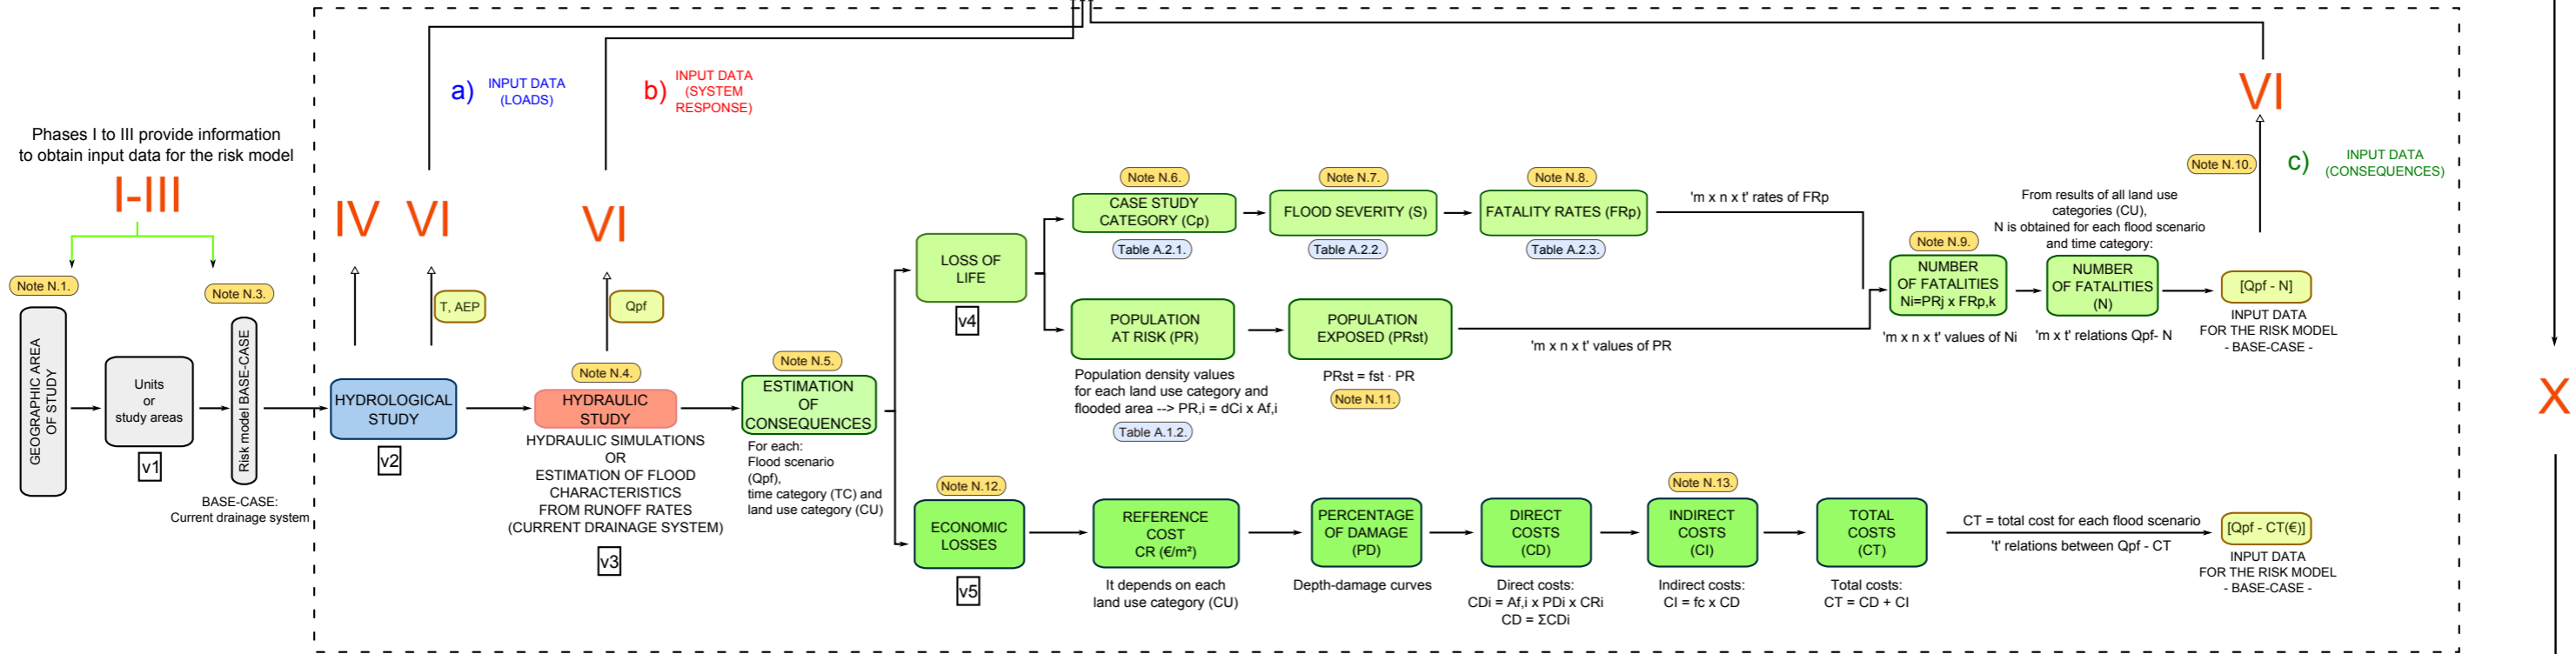 Phases I to III provide information
to obtain input data for the risk model
I-III
Note N.1.
GEOGRAPHIC AREA
OF STUDY
Units
or
study areas
v1
Note N.3.
Risk model BASE-CASE
BASE-CASE:
Current drainage system
IV
VI
T, AEP
HYDROLOGICAL
STUDY
v2
a)
INPUT DATA
(LOADS)
b)
INPUT DATA
(SYSTEM
RESPONSE)
VI
Qpf
Note N.4.
HYDRAULIC
STUDY
HYDRAULIC SIMULATIONS
OR
ESTIMATION OF FLOOD
CHARACTERISTICS
FROM RUNOFF RATES
(CURRENT DRAINAGE SYSTEM)
v3
Note N.5.
ESTIMATION
OF
CONSEQUENCES
For each:
Flood scenario
(Qpf),
time category (TC) and
land use category (CU)
LOSS OF
LIFE
v4
Note N.6.
CASE STUDY
CATEGORY (Cp)
Table A.2.1.
Note N.7.
FLOOD SEVERITY (S)
Table A.2.2.
Note N.8.
FATALITY RATES (FRp)
Table A.2.3.
'm x n x t' rates of FRp
POPULATION
AT RISK (PR)
Population density values
for each land use category and
flooded area --> PR,i = dCi x Af,i
Table A.1.2.
POPULATION
EXPOSED (PRst)
PRst = fst · PR
Note N.11.
'm x n x t' values of PR
Note N.9.
NUMBER
OF FATALITIES
Ni=PRj x FRp,k
'm x n x t' values of Ni
From results of all land use
categories (CU),
N is obtained for each flood scenario
and time category:
NUMBER
OF FATALITIES
(N)
'm x t' relations Qpf- N
[Qpf - N]
INPUT DATA
FOR THE RISK MODEL
- BASE-CASE -
Note N.10.
VI
c)
INPUT DATA
(CONSEQUENCES)
Note N.12.
ECONOMIC
LOSSES
v5
REFERENCE
COST
CR (€/m²)
It depends on each
land use category (CU)
PERCENTAGE
OF DAMAGE
(PD)
Depth-damage curves
DIRECT
COSTS
(CD)
Direct costs:
CDi = Af,i x PDi x CRi
CD = ΣCDi
Note N.13.
INDIRECT
COSTS
(CI)
Indirect costs:
CI = fc x CD
TOTAL
COSTS
(CT)
Total costs:
CT = CD + CI
CT = total cost for each flood scenario
't' relations between Qpf - CT
[Qpf - CT(€)]
INPUT DATA
FOR THE RISK MODEL
- BASE-CASE -
X